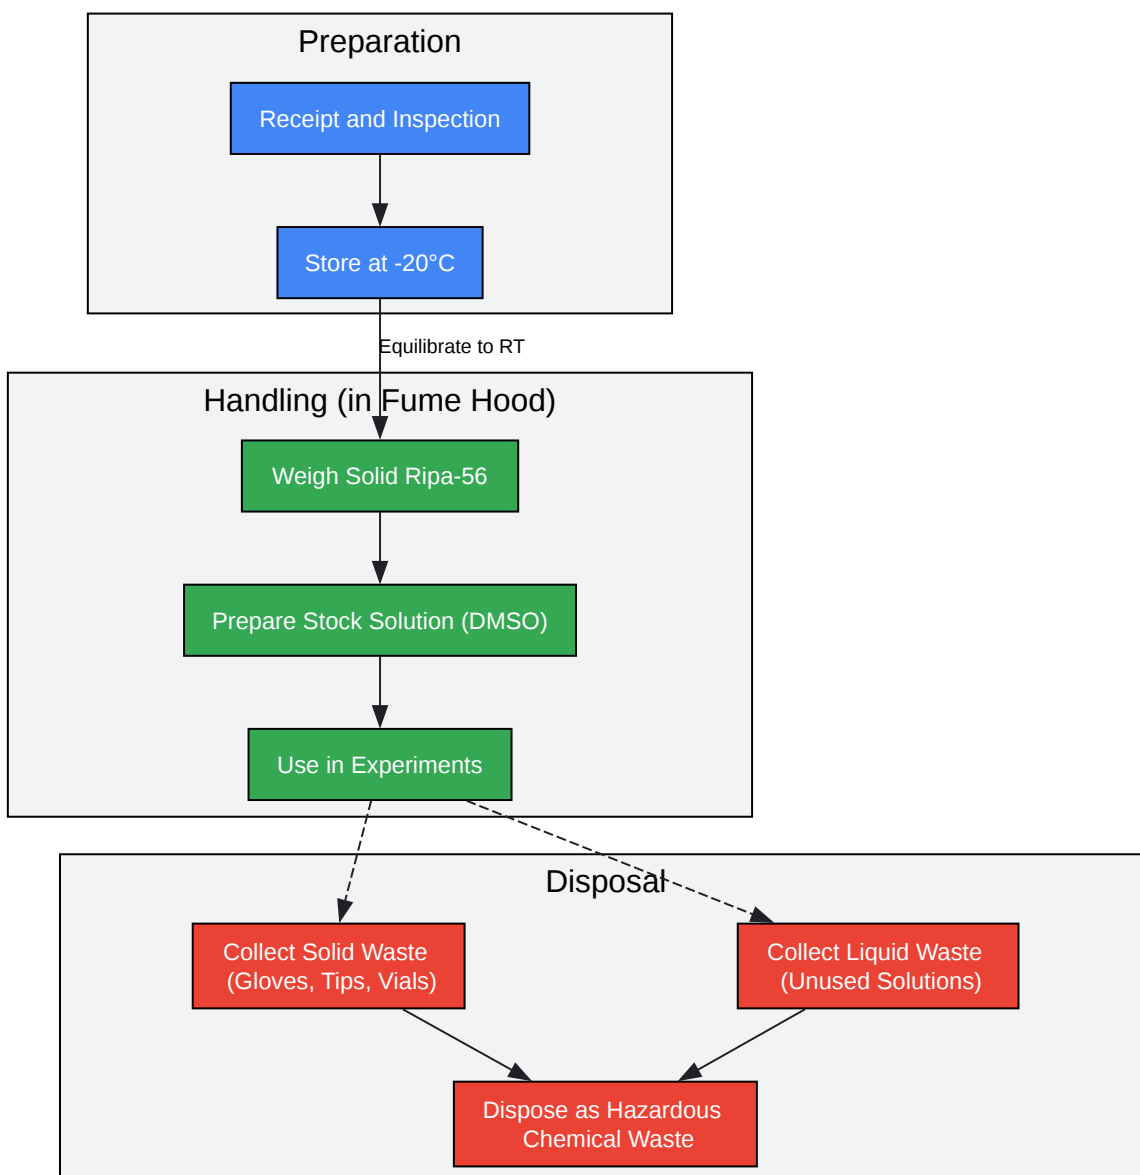 Preparation
Receipt and Inspection
Store at -20°C
Equilibrate to RT
Handling (in Fume Hood)
Weigh Solid Ripa-56
Prepare Stock Solution (DMSO)
Use in Experiments
Disposal
Collect Solid Waste
(Gloves, Tips, Vials)
Collect Liquid Waste
(Unused Solutions)
Dispose as Hazardous
Chemical Waste